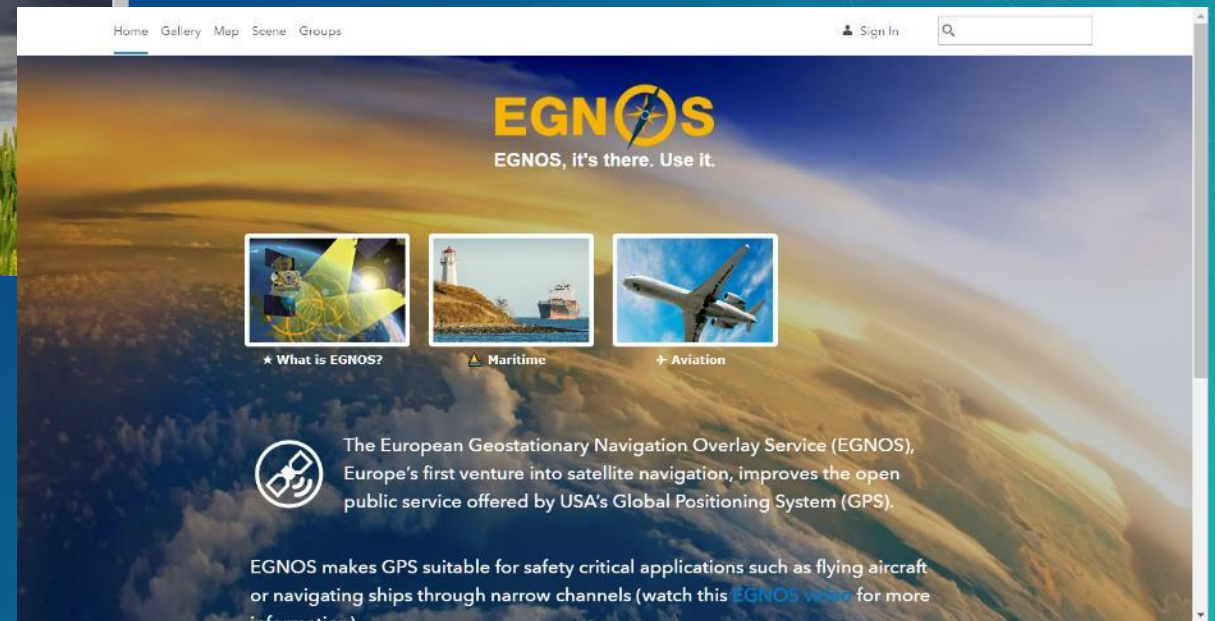 Home Gallery Map Scene Groups Sign In
EGNOS
EGNOS, it's there. Use it.
★ What is EGNOS? Maritime ✈ Aviation
The European Geostationary Navigation Overlay Service (EGNOS),
Europe's first venture into satellite navigation, improves the open
public service offered by USA's Global Positioning System (GPS).
EGNOS makes GPS suitable for safety critical applications such as flying aircraft
or navigating ships through narrow channels (watch this EGNOS video for more
information)